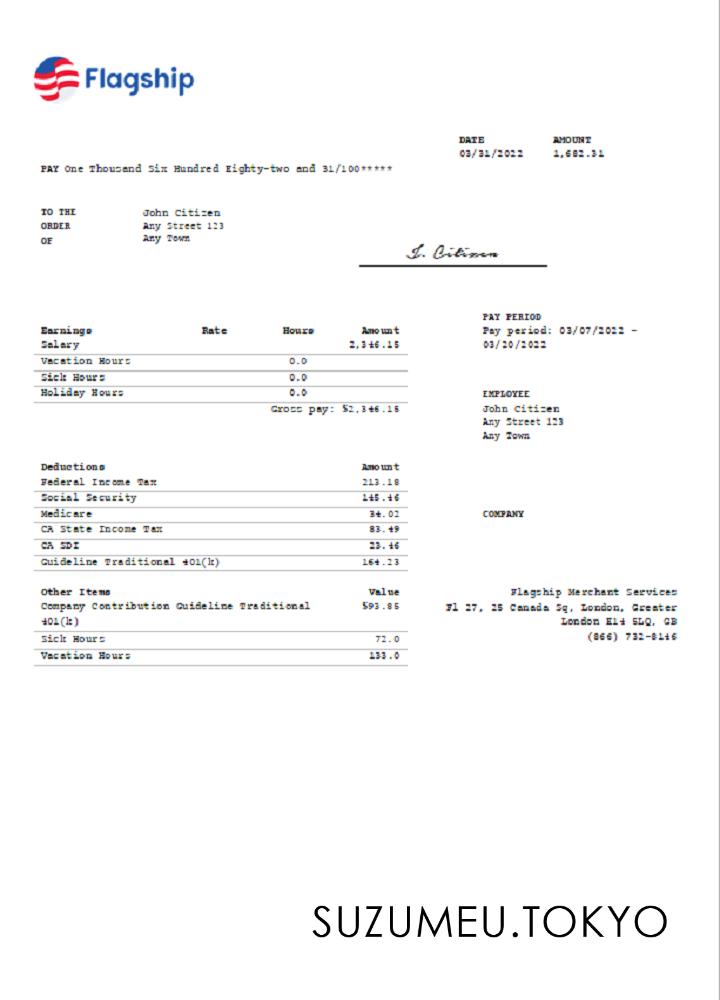 Flagship
DATE AMOUNT
03/31/2022 1,682.31
PAY One Thousand Six Hundred Eighty-two and 31/100*****
TO THE John Citizen
ORDER Any Street 123
OF Any Town
J. Citizen
PAY PERIOD
Earnings Rate Hours Amount Pay period: 03/07/2022 -
Salary 2,346.15 03/20/2022
Vacation Hours 0.0
Sick Hours 0.0
Holiday Hours 0.0 EMPLOYEE
Gross pay: $2,346.15 John Citizen
Any Street 123
Any Town
Deductions Amount
Federal Income Tax 213.18
Social Security 145.46
Medicare 34.02 COMPANY
CA State Income Tax 83.49
CA SDI 23.46
Guideline Traditional 401(k) 164.23
Other Items Value Flagship Merchant Services
Company Contribution Guideline Traditional $93.85 Fl 27, 25 Canada Sq, London, Greater
401(k) London E14 5LQ, GB
Sick Hours 72.0 (866) 732-8146
Vacation Hours 133.0
SUZUMEU.TOKYO